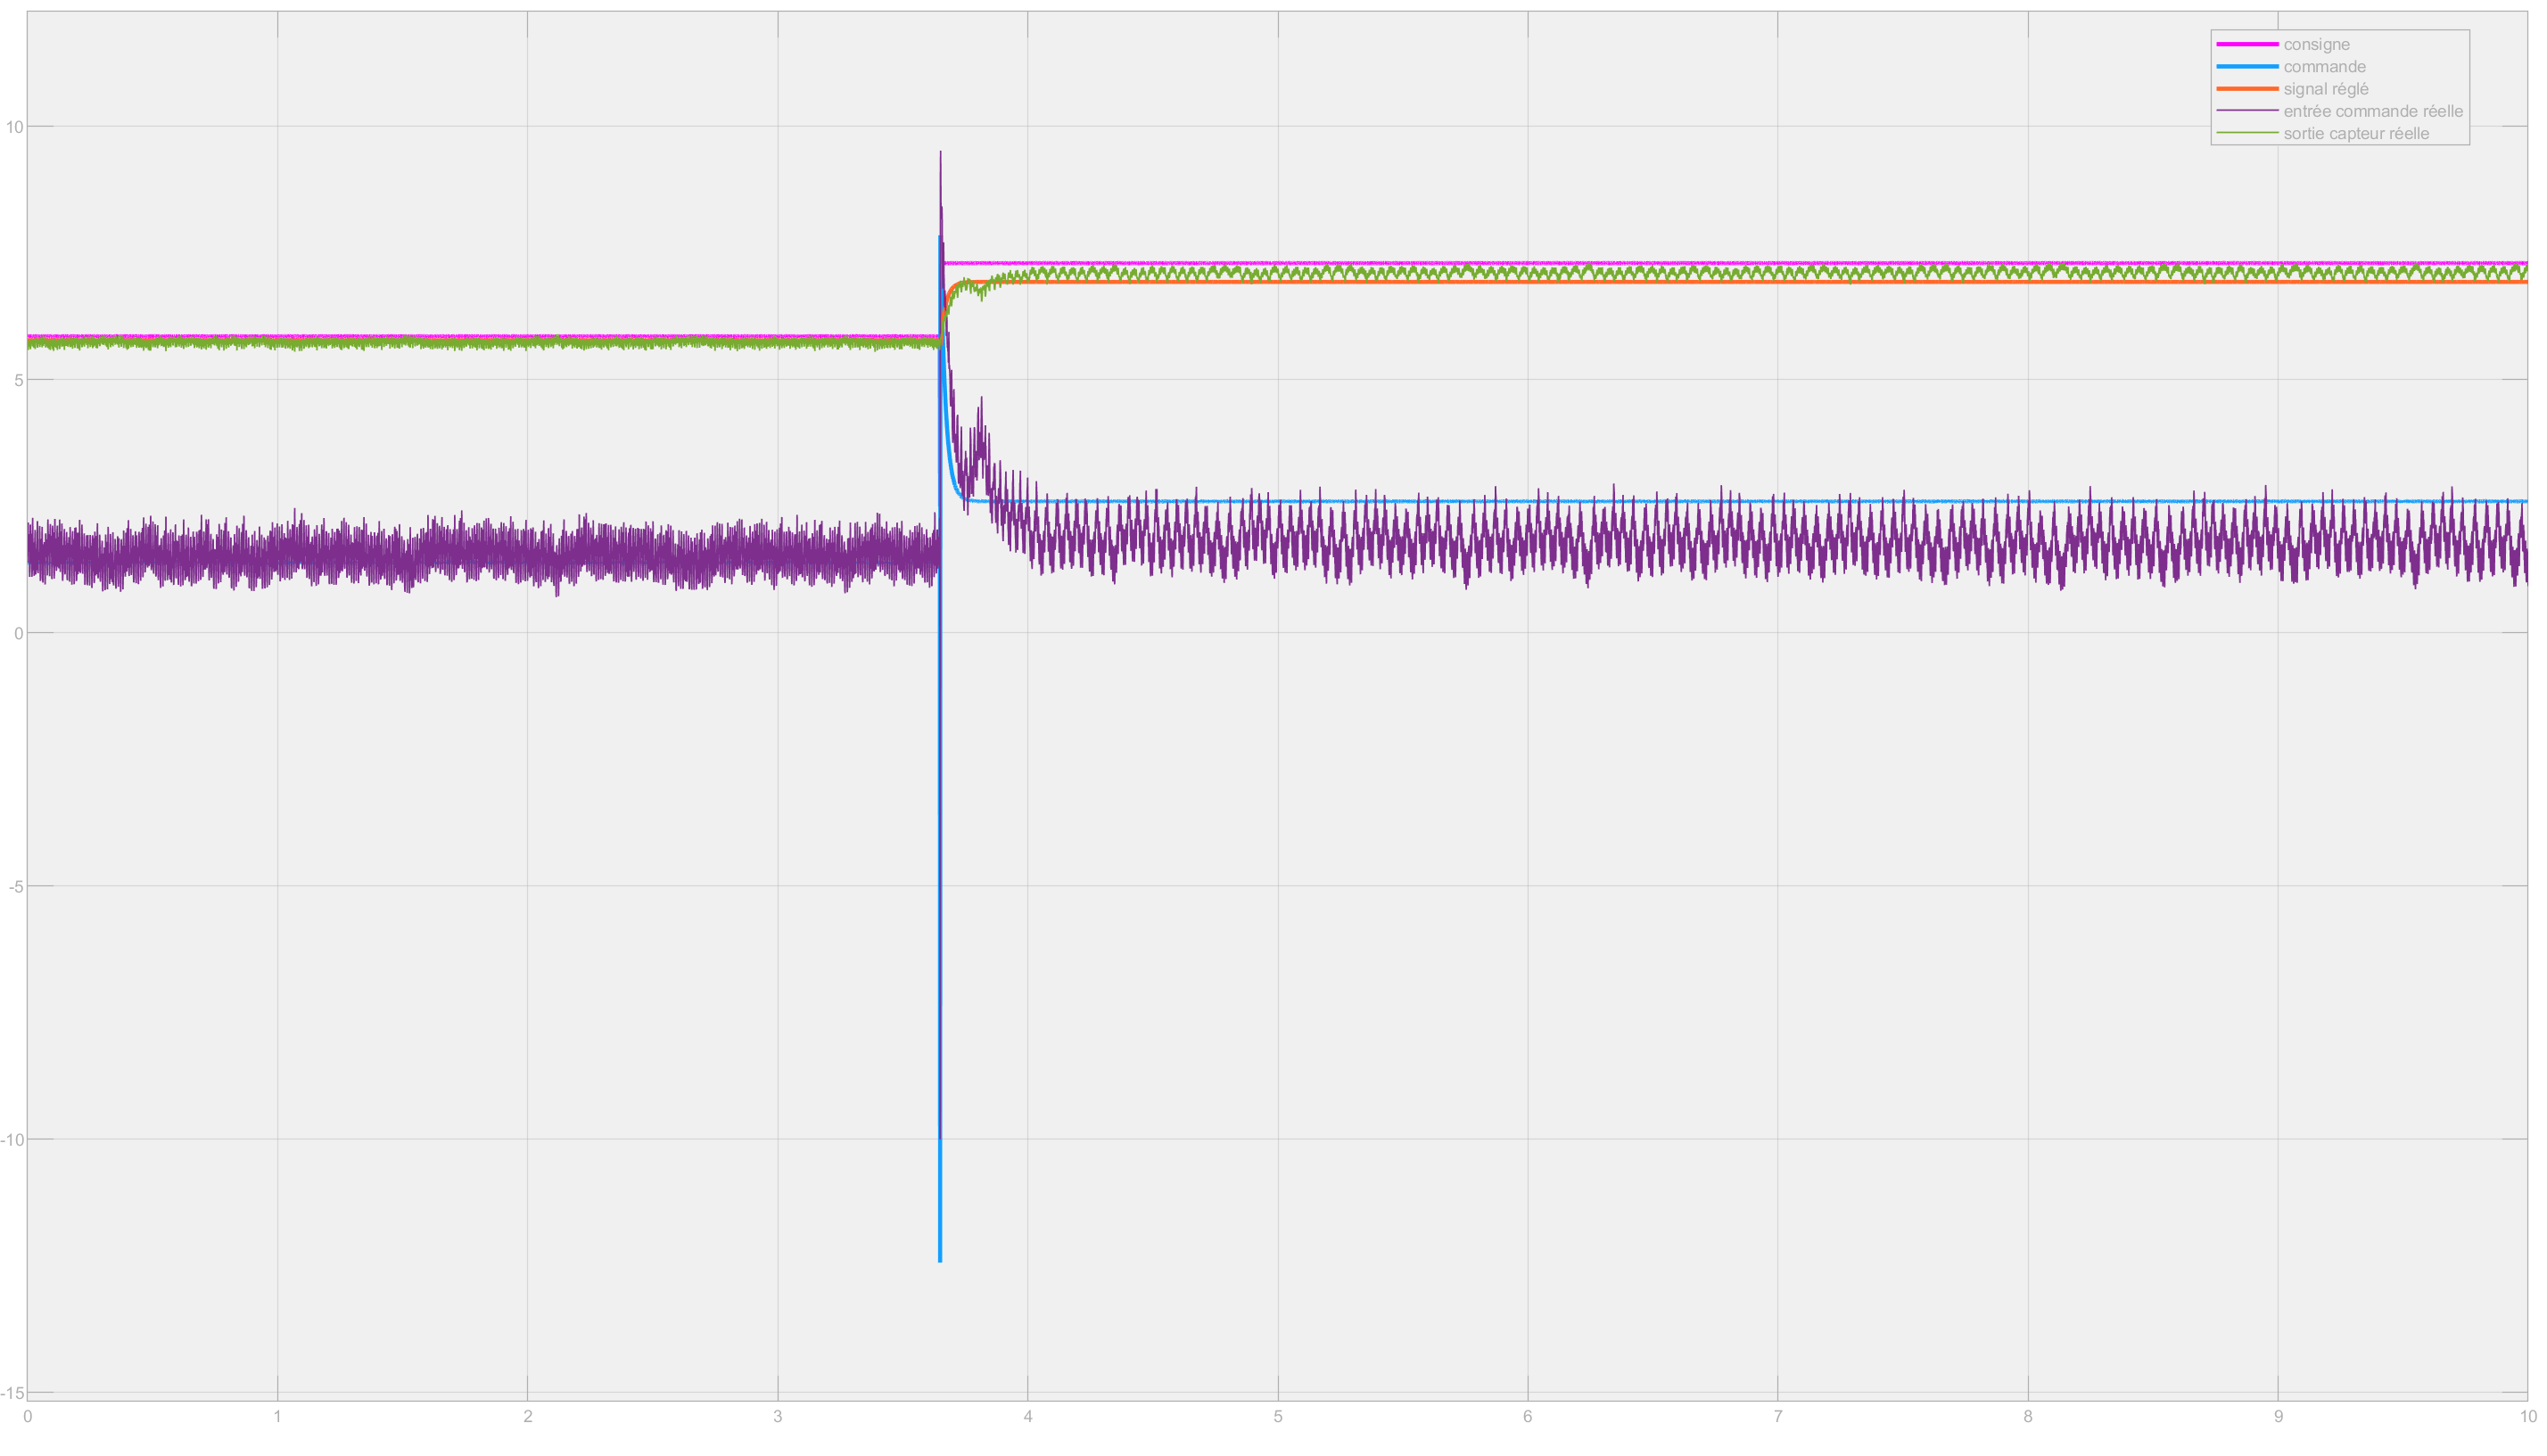 consigne
commande
signal réglé
entrée commande réelle
sortie capteur réelle
10
5
0
-5
-10
-15
0 1 2 3 4 5 6 7 8 9 10